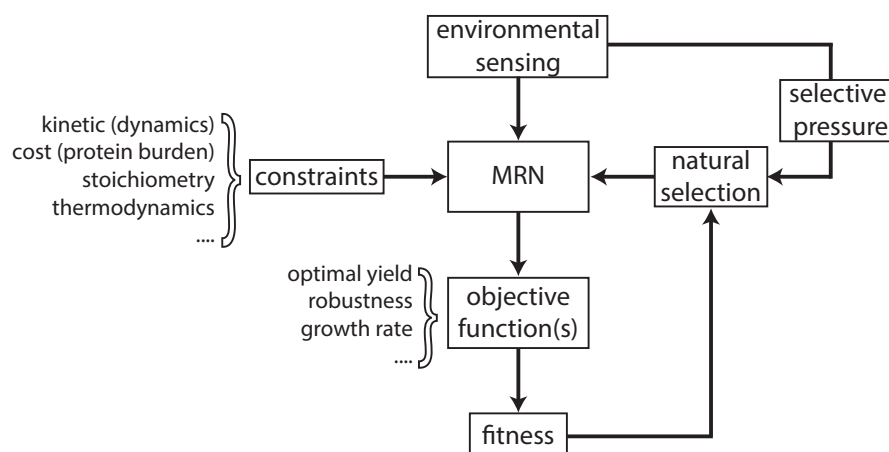 environmental
sensing
selective
pressure
kinetic (dynamics)
cost (protein burden)
stoichiometry
thermodynamics
....
constraints
MRN
natural
selection
optimal yield
robustness
growth rate
....
objective
function(s)
fitness